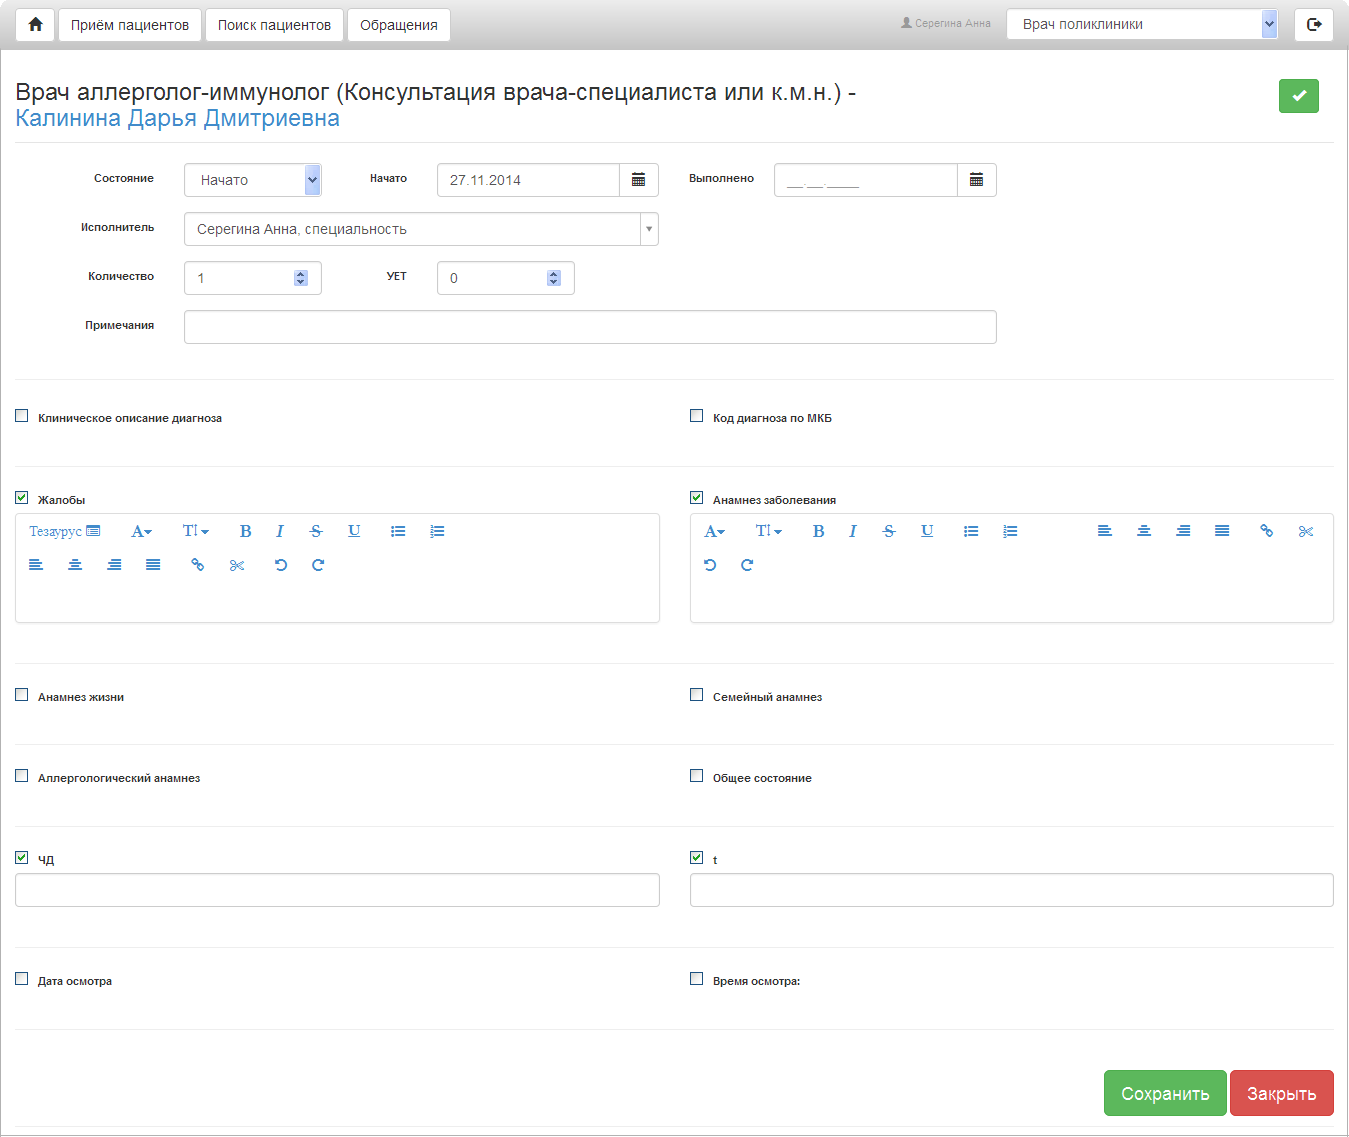 Приём пациентов Поиск пациентов Обращения Серегина Анна Врач поликлиники
Врач аллерголог-иммунолог (Консультация врача-специалиста или к.м.н.) -
Калинина Дарья Дмитриевна
Состояние Начато Начато 27.11.2014 Выполнено __.__.____
Исполнитель Серегина Анна, специальность
Количество 1 УЕТ 0
Примечания
Клиническое описание диагноза Код диагноза по МКБ
Жалобы Анамнез заболевания
Тезаурус A T B I S U A T B I S U
Анамнез жизни Семейный анамнез
Аллергологический анамнез Общее состояние
ЧД t
Дата осмотра Время осмотра:
Сохранить Закрыть